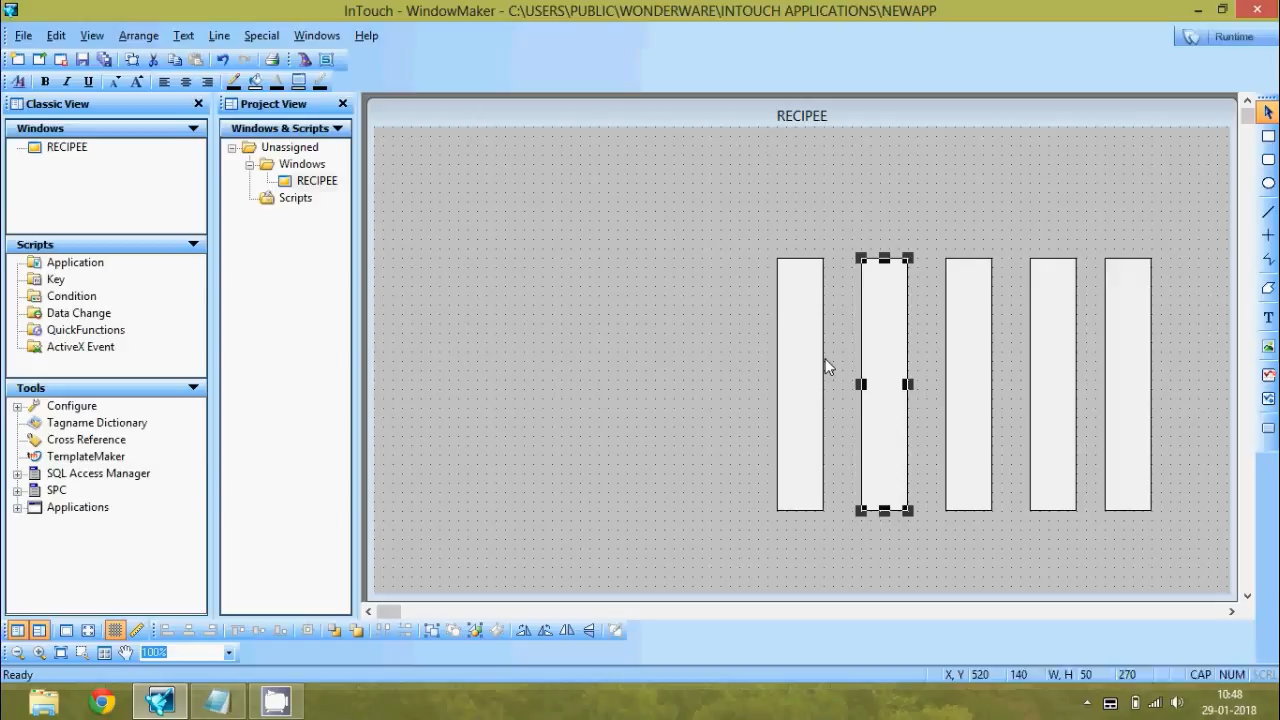 InTouch - WindowMaker - C:\USERS\PUBLIC\WONDERWARE\INTOUCH APPLICATIONS\NEWAPP
File Edit View Arrange Text Line Special Windows Help
Runtime
B I U A A
Classic View
Windows
RECIPEE
Scripts
Application
Key
Condition
Data Change
QuickFunctions
ActiveX Event
Tools
Configure
Tagname Dictionary
Cross Reference
TemplateMaker
SQL Access Manager
SPC
Applications
Project View
Windows & Scripts
Unassigned
Windows
RECIPEE
Scripts
RECIPEE
T
100%
Ready
X, Y 520 140 W, H 50 270 CAP NUM SCRL
10:48
29-01-2018